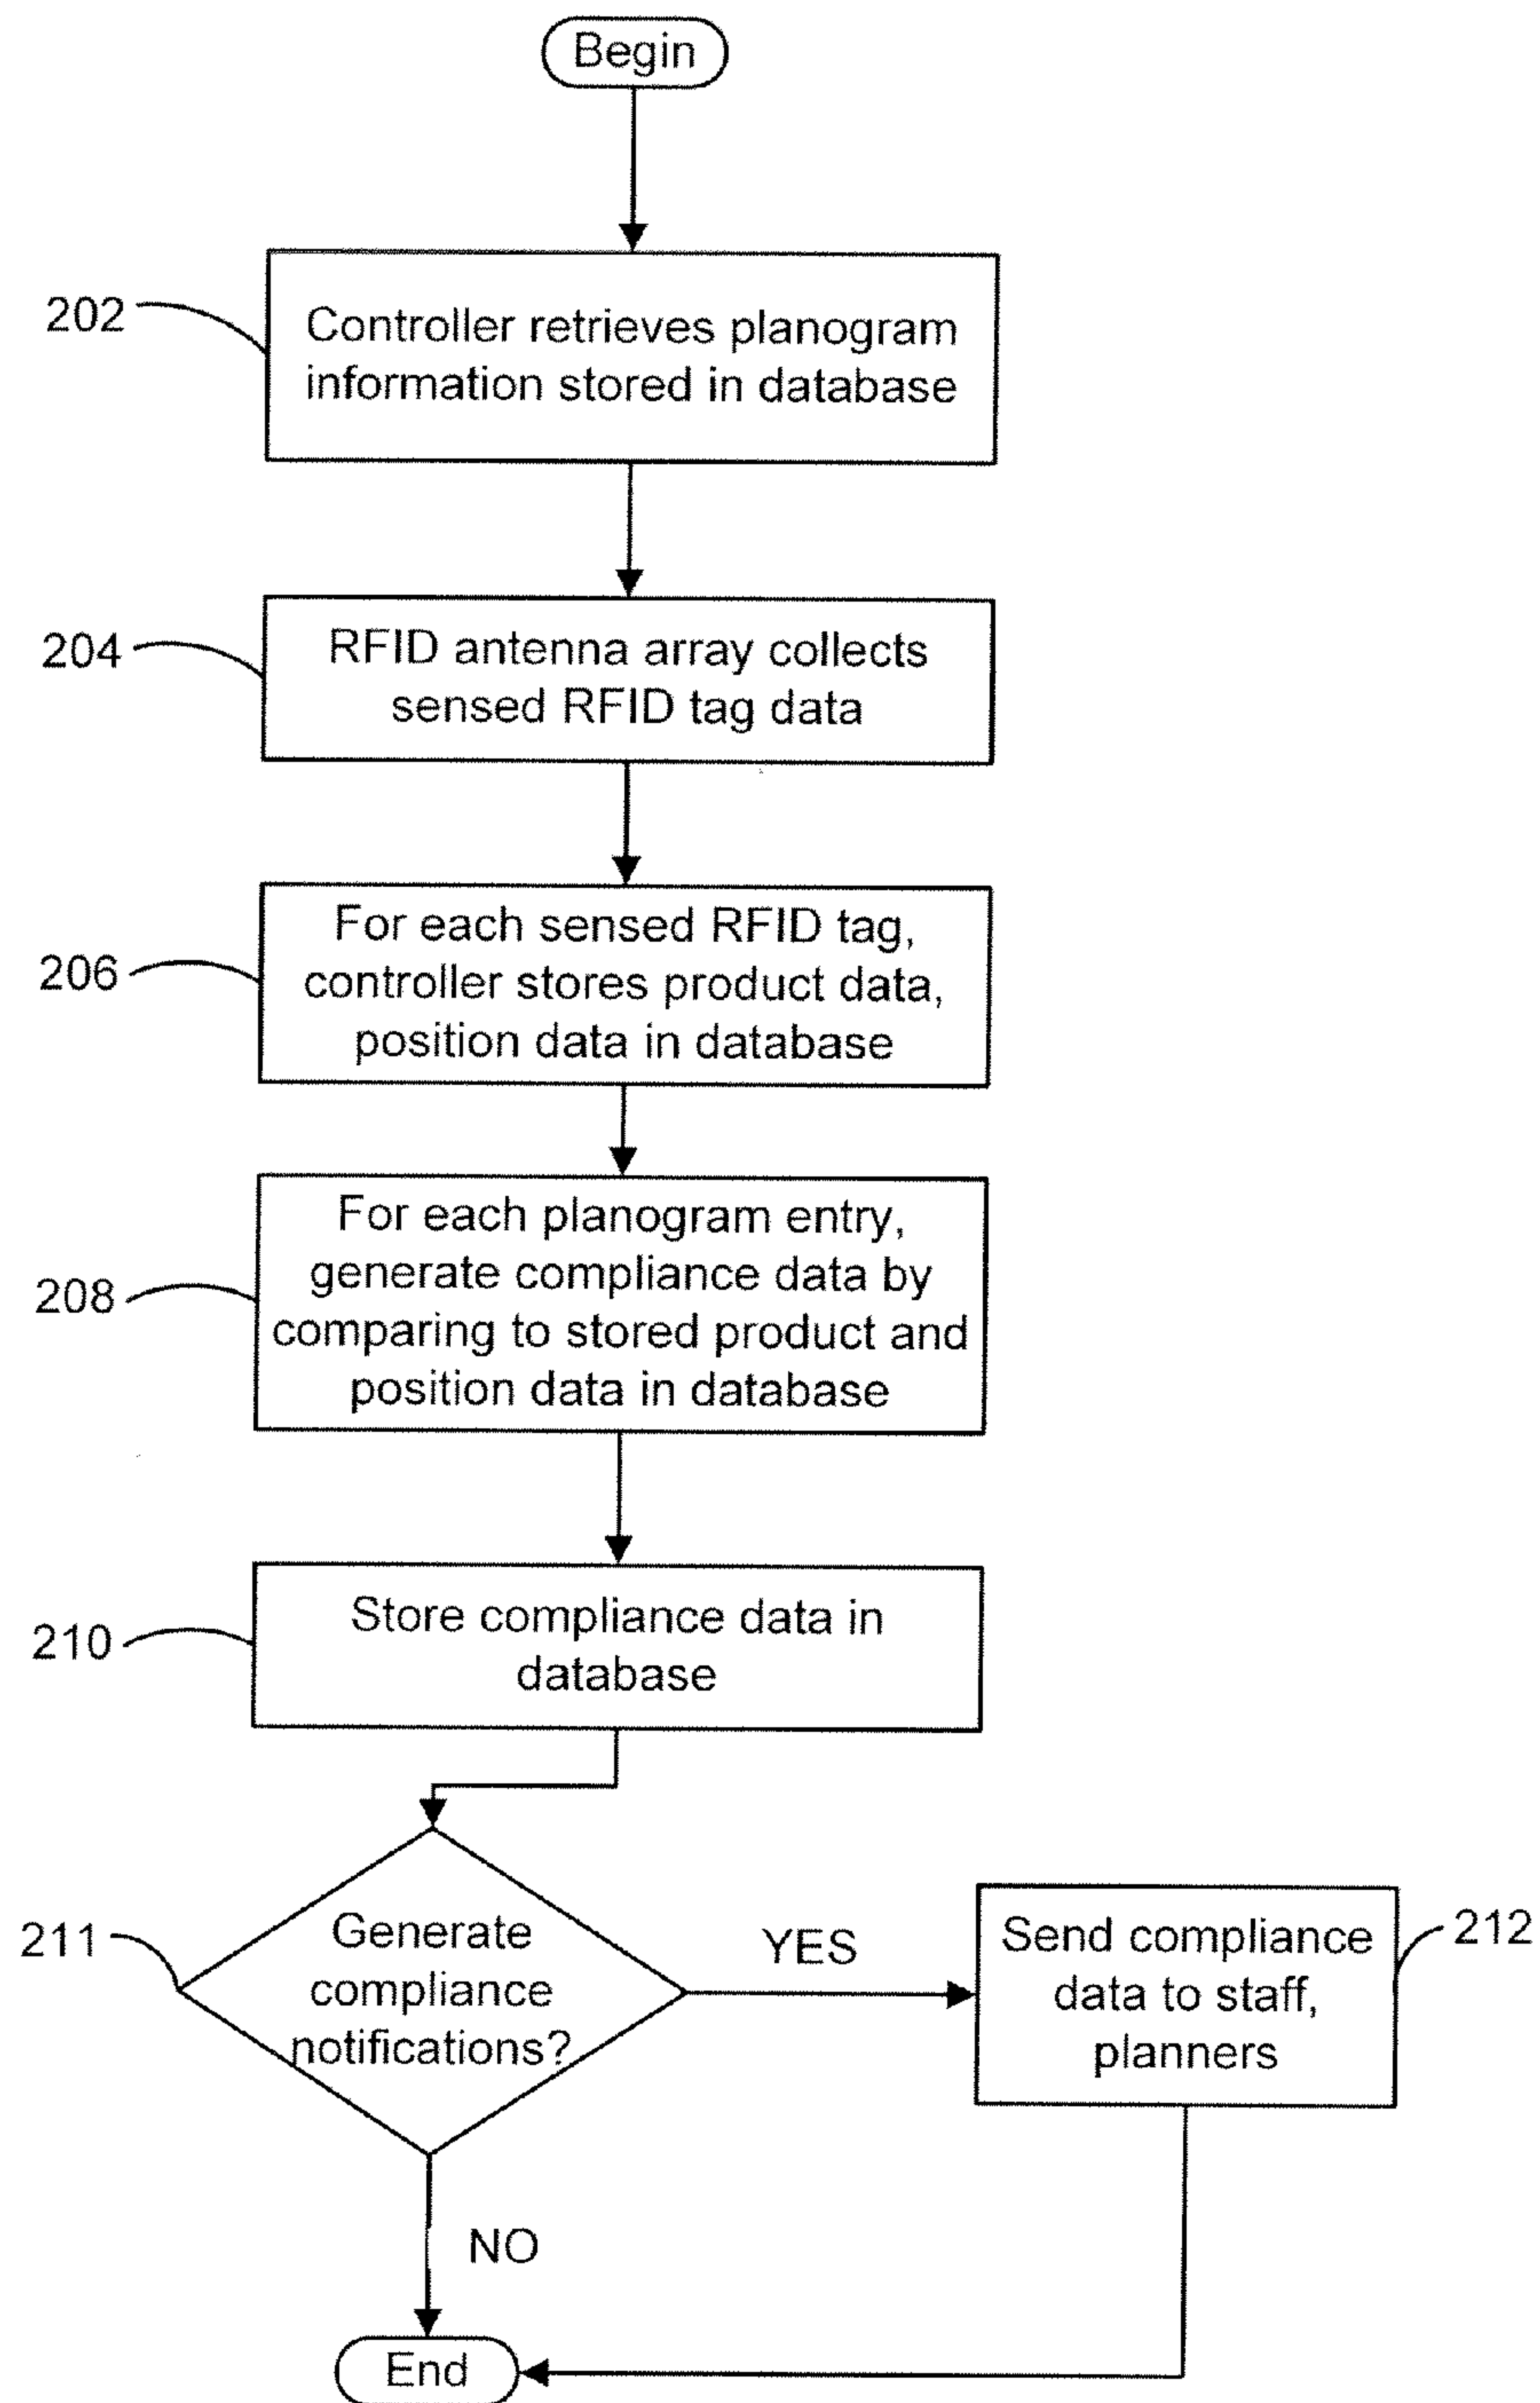 Begin
202
Controller retrieves planogram
information stored in database
204
RFID antenna array collects
sensed RFID tag data
206
For each sensed RFID tag,
controller stores product data,
position data in database
208
For each planogram entry,
generate compliance data by
comparing to stored product and
position data in database
210
Store compliance data in
database
211
Generate
compliance
notifications?
YES
Send compliance
data to staff,
planners
212
NO
End